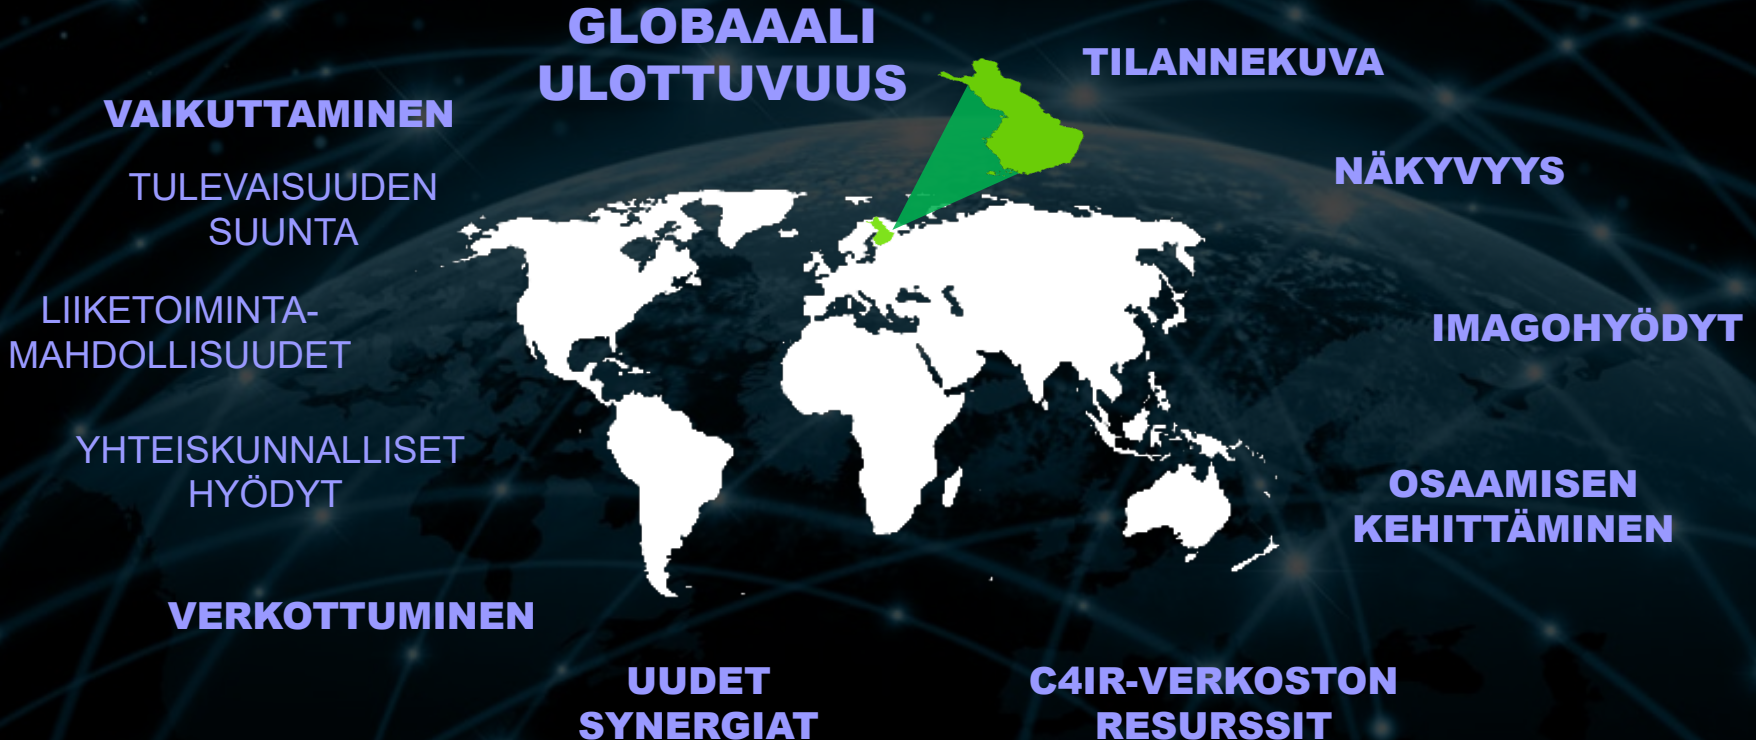 GLOBAAALI
ULOTTUVUUS
TILANNEKUVA
VAIKUTTAMINEN
NÄKYVYYS
TULEVAISUUDEN
SUUNTA
LIIKETOIMINTA-
MAHDOLLISUUDET
IMAGOHYÖDYT
YHTEISKUNNALLISET
HYÖDYT
OSAAMISEN
KEHITTÄMINEN
VERKOTTUMINEN
UUDET
SYNERGIAT
C4IR-VERKOSTON
RESURSSIT